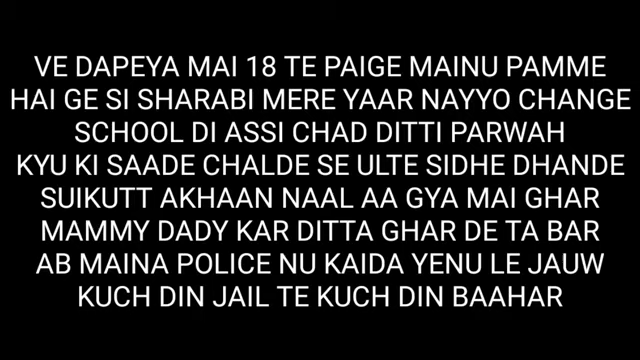 VE DAPEYA MAI 18 TE PAIGE MAINU PAMME
HAI GE SI SHARABI MERE YAAR NAYYO CHANGE
SCHOOL DI ASSI CHAD DITTI PARWAH
KYU KI SAADE CHALDE SE ULTE SIDHE DHANDE
SUIKUTT AKHAAN NAAL AA GYA MAI GHAR
MAMMY DADY KAR DITTA GHAR DE TA BAR
AB MAINA POLICE NU KAIDA YENU LE JAUW
KUCH DIN JAIL TE KUCH DIN BAAHAR